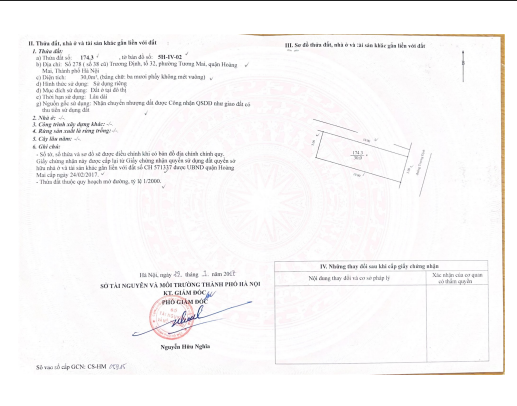 II. Thửa đất, nhà ở và tài sản khác gắn liền với đất
1. Thửa đất:
a) Thửa đất số: 174,3 , tờ bản đồ số: 5H-IV-02
b) Địa chỉ: Số 278 ( số 38 cũ) Trương Định, tổ 32, phường Tương Mai, quận Hoàng
Mai, Thành phố Hà Nội
c) Diện tích: 30,0m², (bằng chữ: ba mươi phẩy không mét vuông)
d) Hình thức sử dụng: Sử dụng riêng
đ) Mục đích sử dụng: Đất ở tại đô thị
e) Thời hạn sử dụng: Lâu dài
g) Nguồn gốc sử dụng: Nhận chuyển nhượng đất được Công nhận QSDĐ như giao đất có
thu tiền sử dụng đất
2. Nhà ở: -/-
3. Công trình xây dựng khác: -/-
4. Rừng sản xuất là rừng trồng: -/-
5. Cây lâu năm: -/-
6. Ghi chú:
- Số tờ, số thửa và sơ đồ sẽ được điều chỉnh khi có bản đồ địa chính chính quy.
Giấy chứng nhận này được cấp lại từ Giấy chứng nhận quyền sử dụng đất quyền sở
hữu nhà ở và tài sản khác gắn liền với đất số CH 571337 được UBND quận Hoàng
Mai cấp ngày 24/02/2017.
- Thửa đất thuộc quy hoạch mở đường, tỷ lệ 1/2000.
Hà Nội, ngày tháng năm
SỞ TÀI NGUYÊN VÀ MÔI TRƯỜNG THÀNH PHỐ HÀ NỘI
KT. GIÁM ĐỐC
PHÓ GIÁM ĐỐC
Nguyễn Hữu Nghĩa
Số vào sổ cấp GCN: CS-HM
III. Sơ đồ thửa đất, nhà ở và tài sản khác gắn liền với đất
174.3
30.0
IV. Những thay đổi sau khi cấp giấy chứng nhận
Nội dung thay đổi và cơ sở pháp lý
Xác nhận của cơ quan
có thẩm quyền